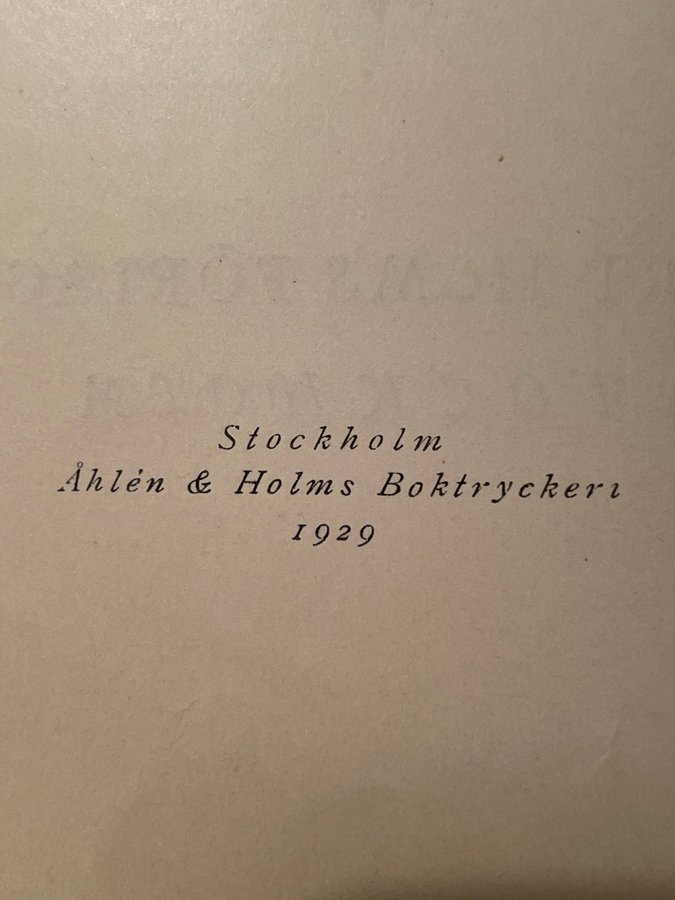 Stockholm
Åhlén & Holms Boktryckeri
1929